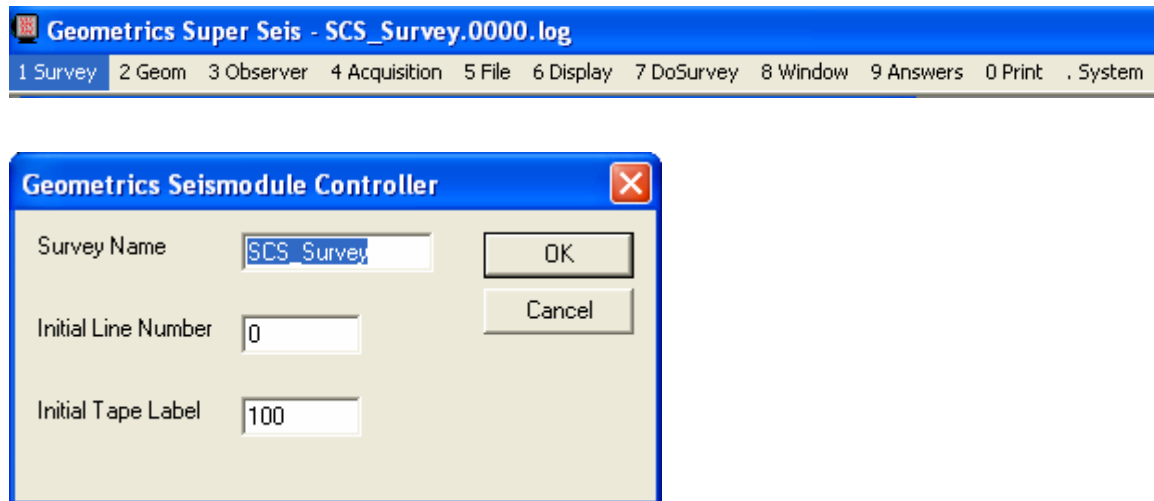 Geometrics Super Seis - SCS_Survey.0000.log
1 Survey 2 Geom 3 Observer 4 Acquisition 5 File 6 Display 7 DoSurvey 8 Window 9 Answers 0 Print . System
Geometrics Seismodule Controller
Survey Name SCS_Survey OK
Cancel
Initial Line Number 0
Initial Tape Label 100